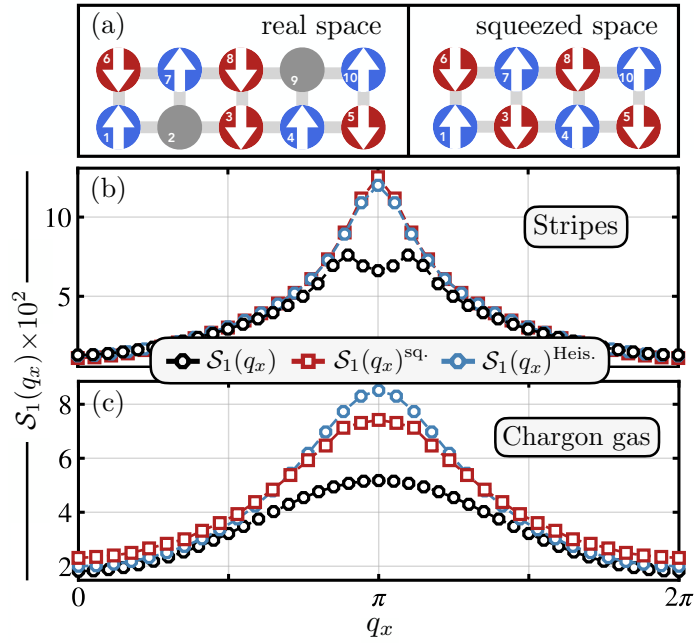 (a) real space squeezed space
6 7 8 9 10 6 7 8 10
1 2 3 4 5 1 3 4 5
(b)
10
Stripes
5
𝒮₁(qₓ) 𝒮₁(qₓ)^sq. 𝒮₁(qₓ)^Heis.
𝒮₁(qₓ)×10²
(c)
8
Chargon gas
6
4
2
0 π 2π
qₓ